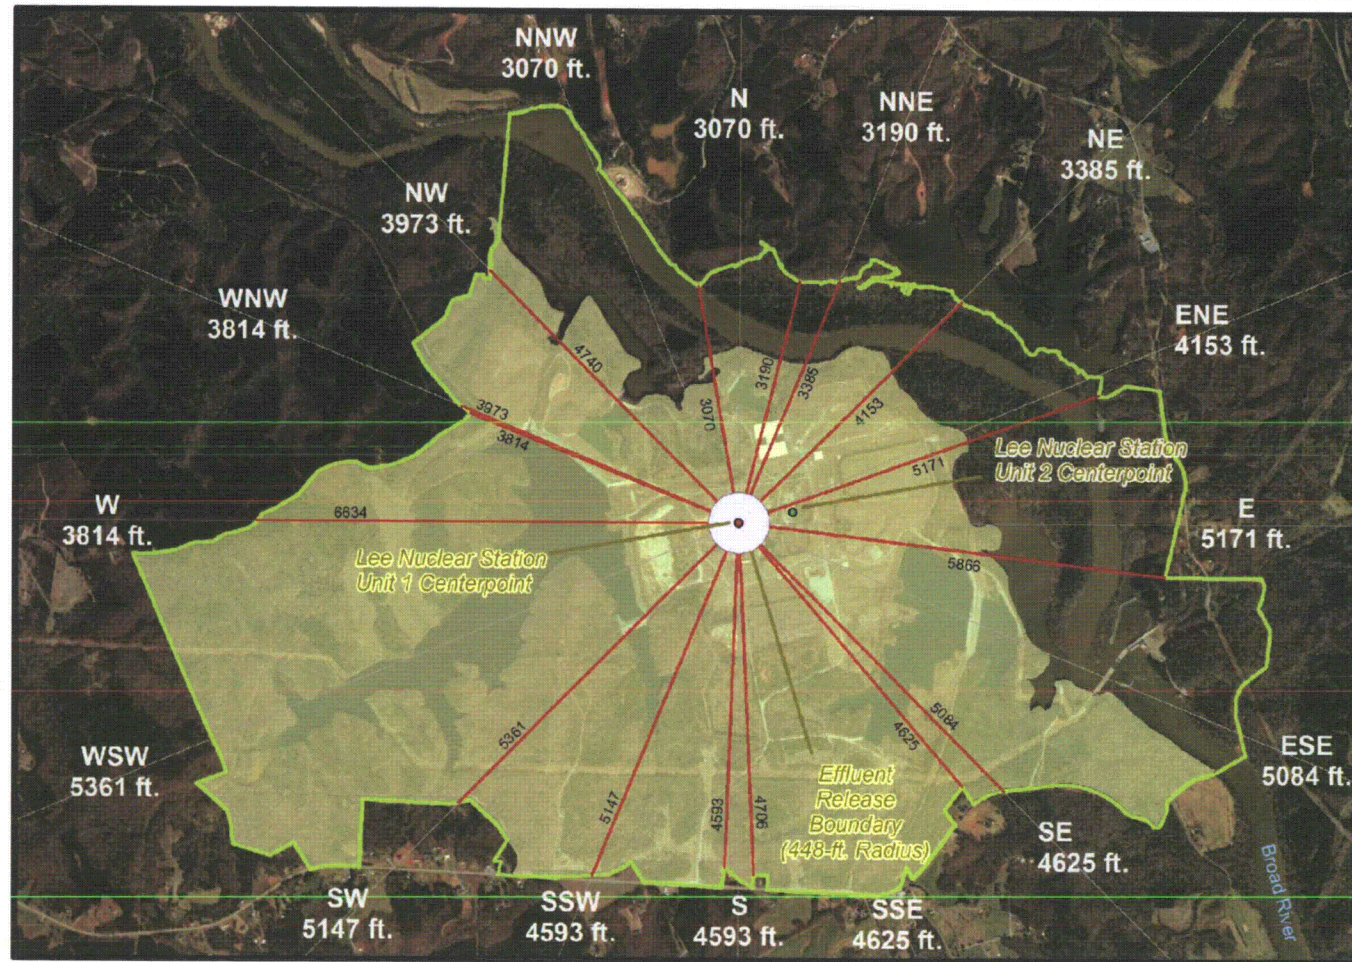 NNW
3070 ft.
N
3070 ft.
NNE
3190 ft.
NE
3385 ft.
NW
3973 ft.
WNW
3814 ft.
ENE
4153 ft.
4740
3070
3190
3385
4153
3973
3814
5171
Lee Nuclear Station
Unit 2 Centerpoint
W
3814 ft.
6634
E
5171 ft.
Lee Nuclear Station
Unit 1 Centerpoint
5866
WSW
5361 ft.
5361
5147
4593
4706
4625
5084
ESE
5084 ft.
Effluent
Release
Boundary
(448-ft. Radius)
SE
4625 ft.
SW
5147 ft.
SSW
4593 ft.
S
4593 ft.
SSE
4625 ft.
Broad River